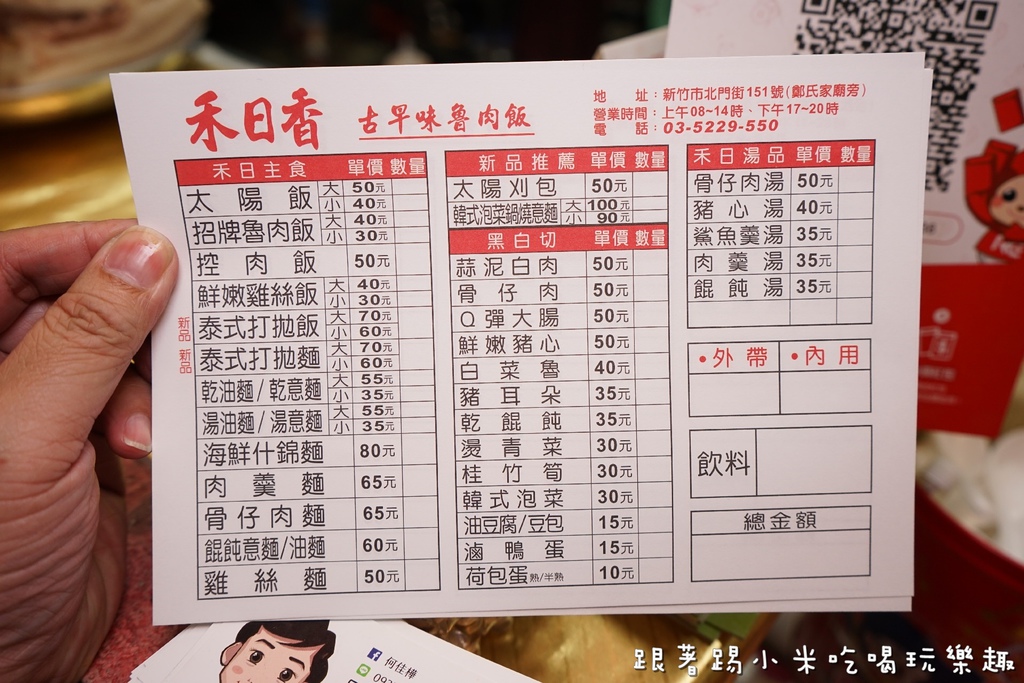 禾日香 古早味魯肉飯
地 址：新竹市北門街151號(鄭氏家廟旁)
營業時間：上午08~14時、下午17~20時
電 話：03-5229-550
禾日主食 單價 數量
太陽飯 大 50元
小 40元
招牌魯肉飯 大 40元
小 30元
控肉飯 50元
鮮嫩雞絲飯 大 40元
小 30元
新品 泰式打拋飯 大 70元
小 60元
新品 泰式打拋麵 大 70元
小 60元
乾油麵/乾意麵 大 55元
小 35元
湯油麵/湯意麵 大 55元
小 35元
海鮮什錦麵 80元
肉羹麵 65元
骨仔肉麵 65元
餛飩意麵/油麵 60元
雞絲麵 50元
新品推薦 單價 數量
太陽刈包 50元
韓式泡菜鍋燒意麵 大 100元
小 90元
黑白切 單價 數量
蒜泥白肉 50元
骨仔肉 50元
Q彈大腸 50元
鮮嫩豬心 50元
白菜魯 40元
豬耳朵 35元
乾餛飩 35元
燙青菜 30元
桂竹筍 30元
韓式泡菜 30元
油豆腐/豆包 15元
滷鴨蛋 15元
荷包蛋熟/半熟 10元
禾日湯品 單價 數量
骨仔肉湯 50元
豬心湯 40元
鯊魚羹湯 35元
肉羹湯 35元
餛飩湯 35元
•外帶 •內用
飲料
總金額
何佳樺
跟著踢小米吃喝玩樂趣